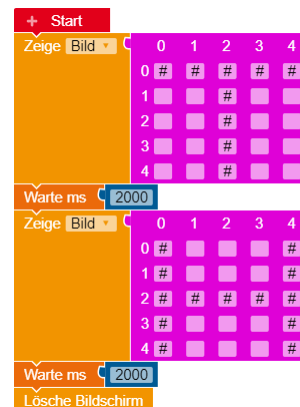 + Start
Zeige Bild 0 1 2 3 4
0 # # # # #
1 #
2 #
3 #
4 #
Warte ms 2000
Zeige Bild 0 1 2 3 4
0 # #
1 # #
2 # # # # #
3 # #
4 # #
Warte ms 2000
Lösche Bildschirm